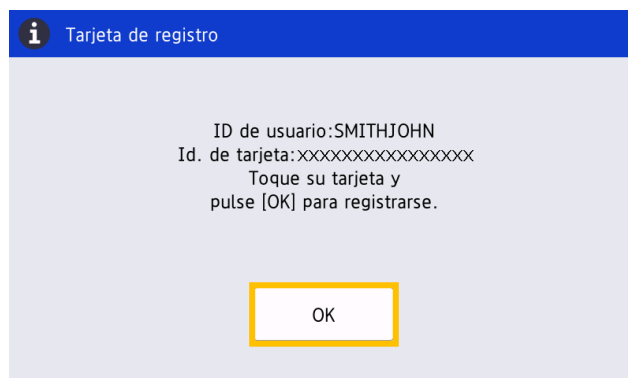 Tarjeta de registro
ID de usuario:SMITHJOHN
Id. de tarjeta:XXXXXXXXXXXXXXXX
Toque su tarjeta y
pulse [OK] para registrarse.
OK